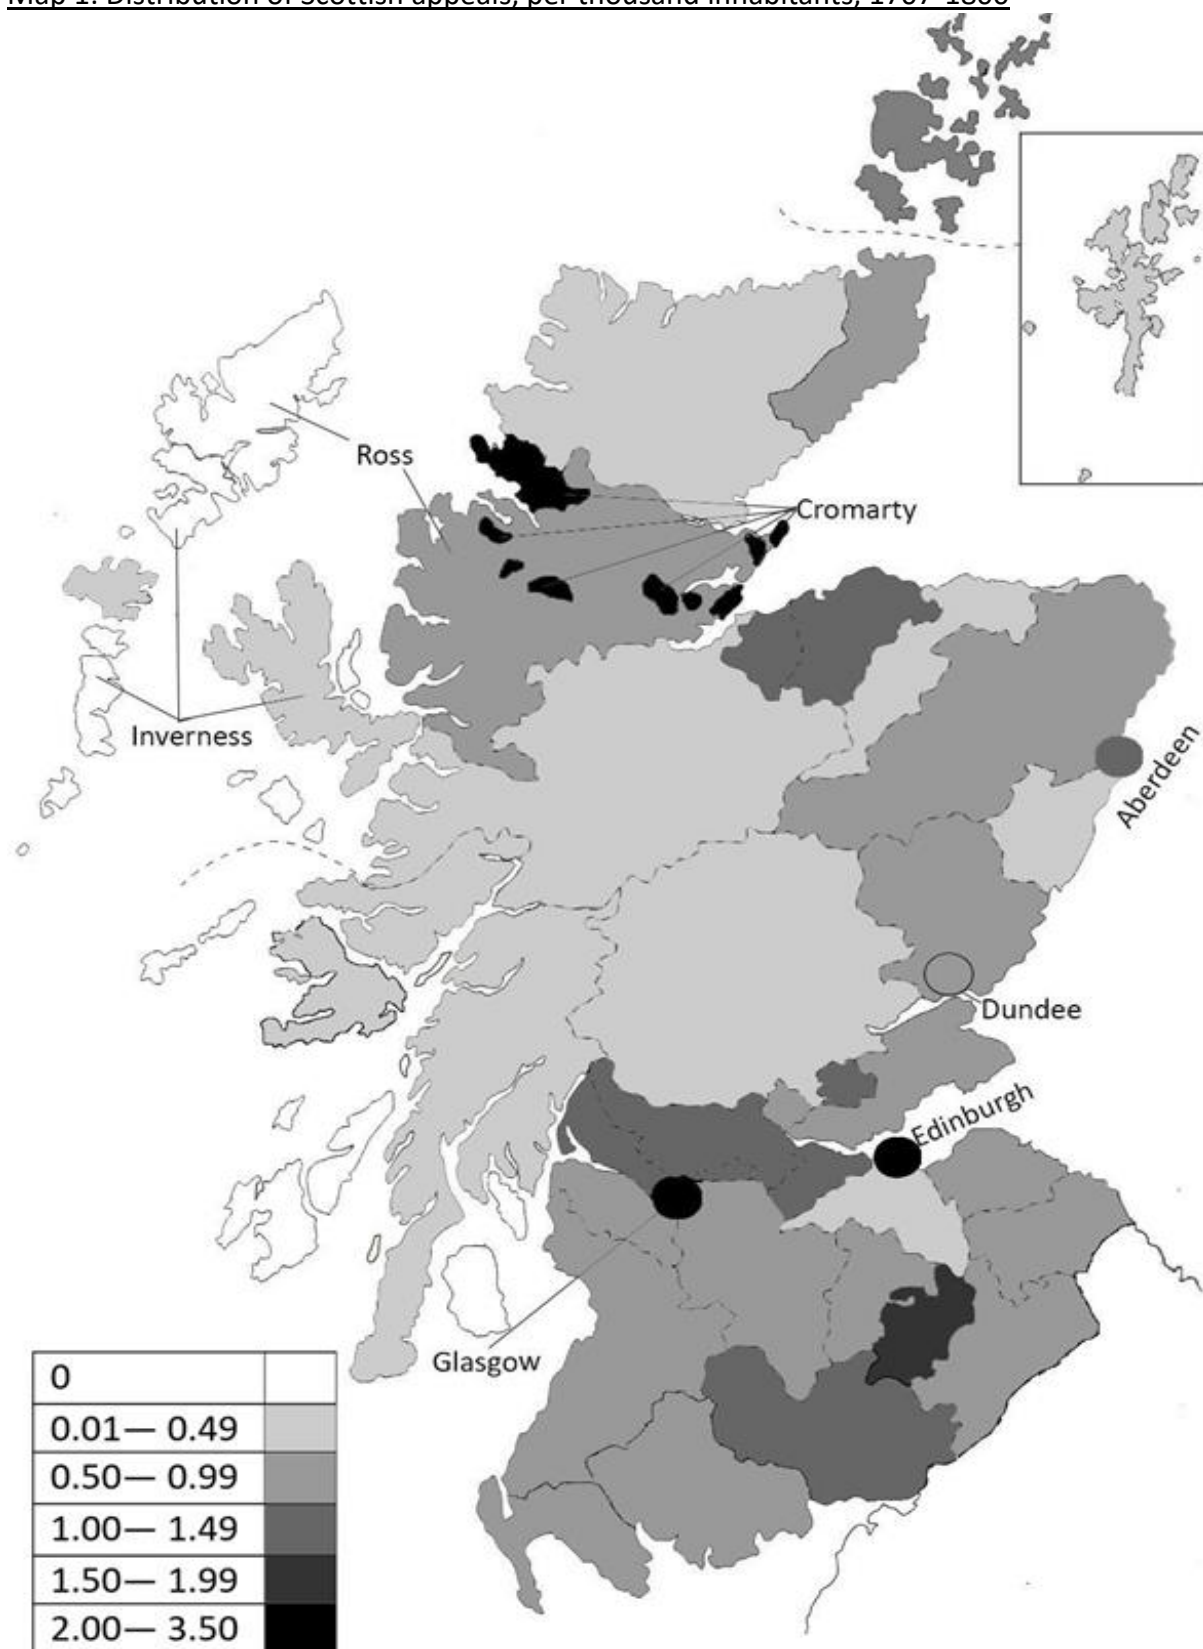 Map 1: Distribution of Scottish appeals, per thousand inhabitants, 1707-1800
Ross
Cromarty
Inverness
Aberdeen
Dundee
Edinburgh
Glasgow
0
0.01— 0.49
0.50— 0.99
1.00— 1.49
1.50— 1.99
2.00— 3.50